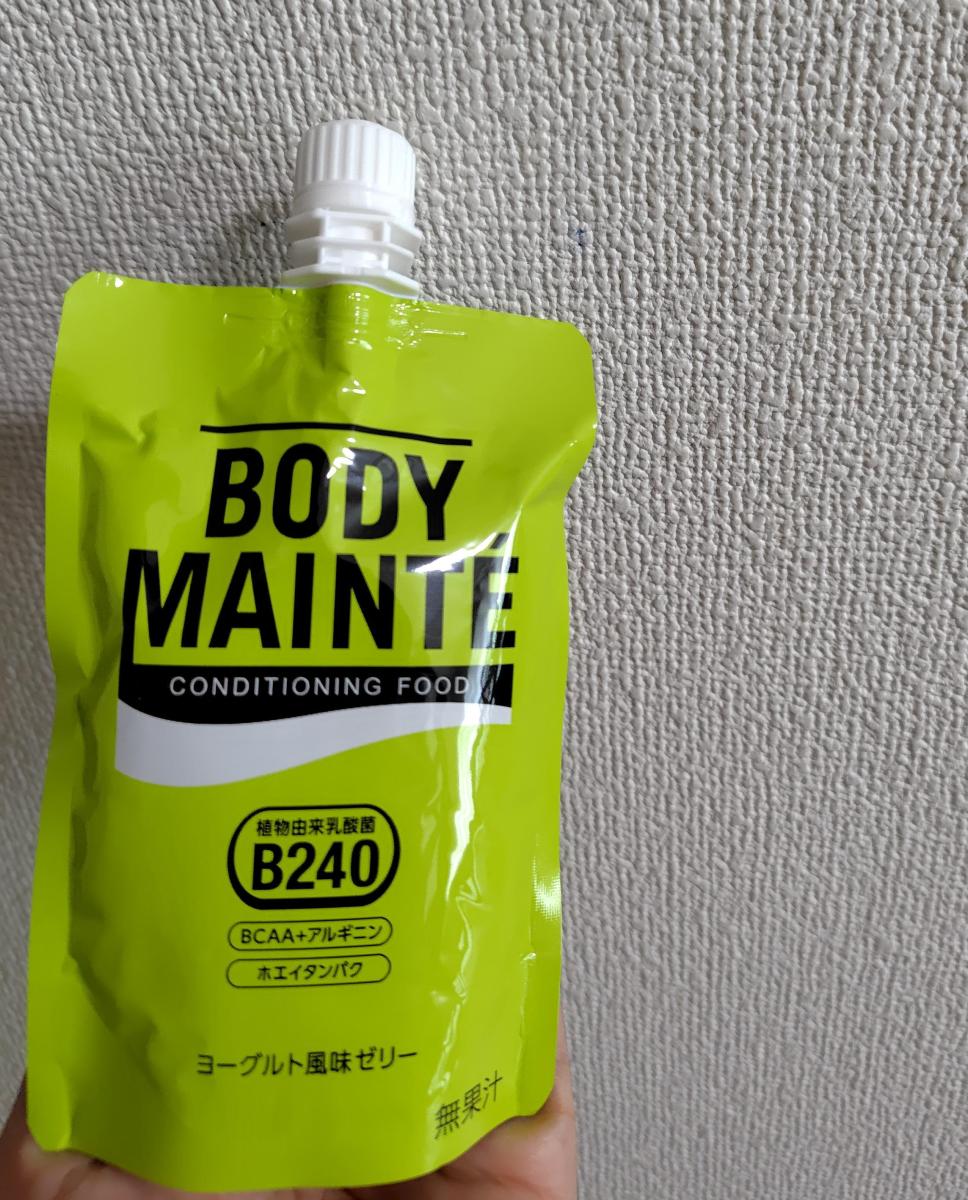 BODY
MAINTÉ
CONDITIONING FOOD
植物由来乳酸菌
B240
BCAA+アルギニン
ホエイタンパク
ヨーグルト風味ゼリー
無果汁